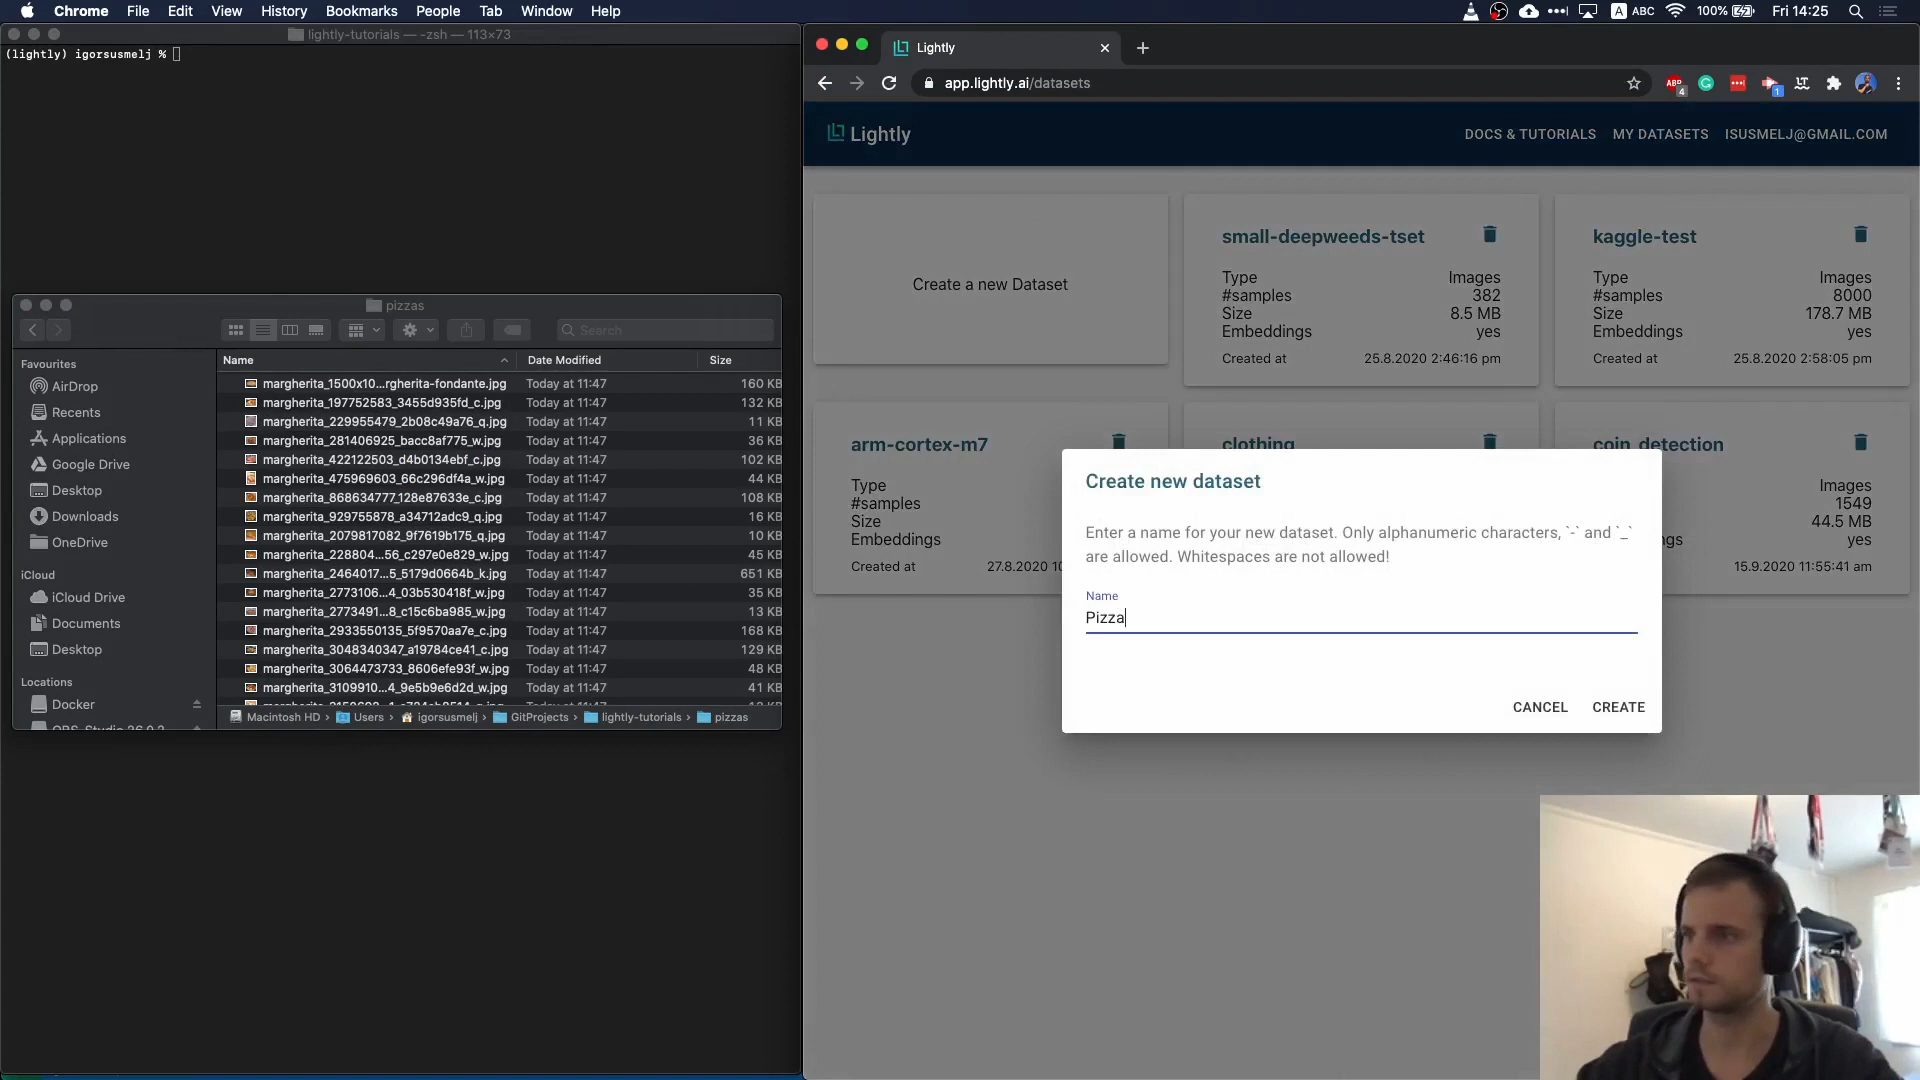 Chrome File Edit View History Bookmarks People Tab Window Help
A ABC 100% Fri 14:25
lightly-tutorials — -zsh — 113×73
(lightly) igorsusmelj %
Lightly
app.lightly.ai/datasets
ABP 4 1
Lightly
DOCS & TUTORIALS MY DATASETS ISUSMELJ@GMAIL.COM
Create a new Dataset
small-deepweeds-tset
Type Images
#samples 382
Size 8.5 MB
Embeddings yes
Created at 25.8.2020 2:46:16 pm
kaggle-test
Type Images
#samples 8000
Size 178.7 MB
Embeddings yes
Created at 25.8.2020 2:58:05 pm
arm-cortex-m7
Type
#samples
Size
Embeddings
Created at 27.8.2020 10
clothing
coin_detection
Images
1549
44.5 MB
gs yes
15.9.2020 11:55:41 am
Create new dataset
Enter a name for your new dataset. Only alphanumeric characters, `-` and `_`
are allowed. Whitespaces are not allowed!
Name
Pizza
CANCEL CREATE
pizzas
Search
Favourites
AirDrop
Recents
Applications
Google Drive
Desktop
Downloads
OneDrive
iCloud
iCloud Drive
Documents
Desktop
Locations
Docker
OBS-Studio 26.0.2
Name Date Modified Size
margherita_1500x10...rgherita-fondante.jpg Today at 11:47 160 KB
margherita_197752583_3455d935fd_c.jpg Today at 11:47 132 KB
margherita_229955479_2b08c49a76_q.jpg Today at 11:47 11 KB
margherita_281406925_bacc8af775_w.jpg Today at 11:47 36 KB
margherita_422122503_d4b0134ebf_c.jpg Today at 11:47 102 KB
margherita_475969603_66c296df4a_w.jpg Today at 11:47 44 KB
margherita_868634777_128e87633e_c.jpg Today at 11:47 108 KB
margherita_929755878_a34712adc9_q.jpg Today at 11:47 16 KB
margherita_2079817082_9f7619b175_q.jpg Today at 11:47 10 KB
margherita_228804...56_c297e0e829_w.jpg Today at 11:47 45 KB
margherita_2464017...5_5179d0664b_k.jpg Today at 11:47 651 KB
margherita_2773106...4_03b530418f_w.jpg Today at 11:47 35 KB
margherita_2773491...8_c15c6ba985_w.jpg Today at 11:47 13 KB
margherita_2933550135_5f9570aa7e_c.jpg Today at 11:47 168 KB
margherita_3048340347_a19784ce41_c.jpg Today at 11:47 129 KB
margherita_3064473733_8606efe93f_w.jpg Today at 11:47 48 KB
margherita_3109910...4_9e5b9e6d2d_w.jpg Today at 11:47 41 KB
Macintosh HD › Users › igorsusmelj › GitProjects › lightly-tutorials › pizzas